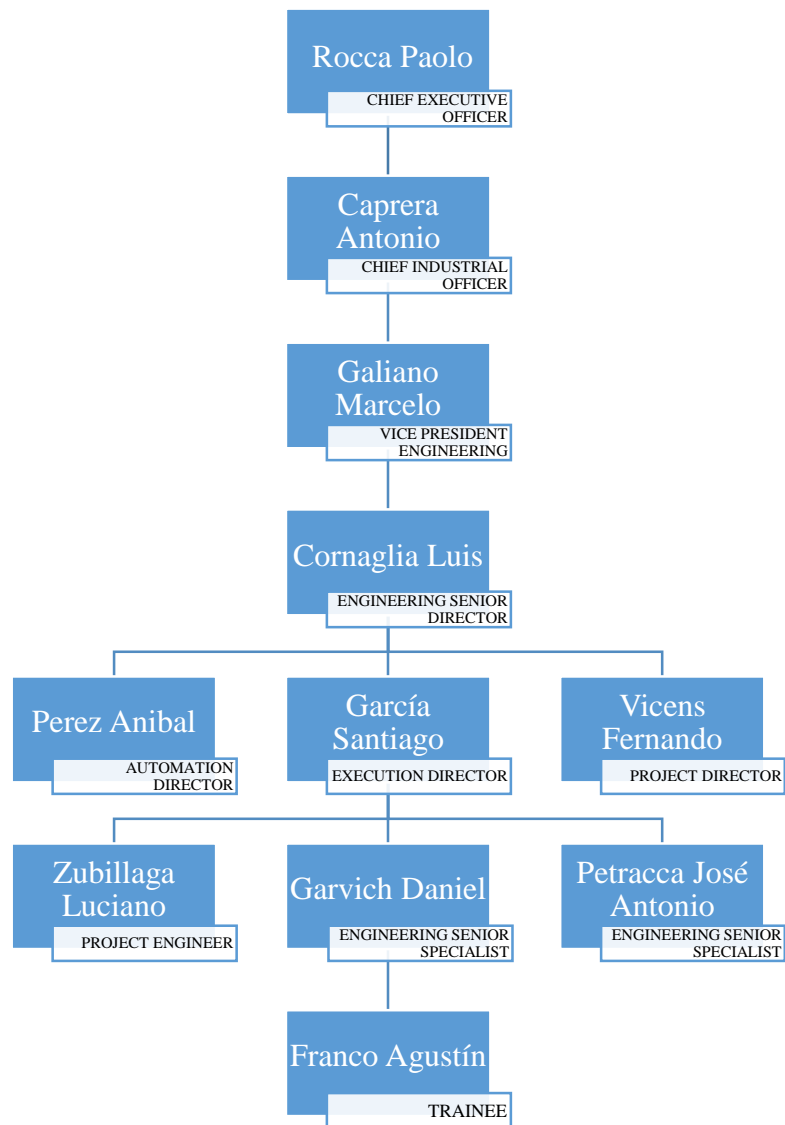 Rocca Paolo
CHIEF EXECUTIVE
OFFICER
Caprera
Antonio
CHIEF INDUSTRIAL
OFFICER
Galiano
Marcelo
VICE PRESIDENT
ENGINEERING
Cornaglia Luis
ENGINEERING SENIOR
DIRECTOR
Perez Anibal
AUTOMATION
DIRECTOR
García
Santiago
EXECUTION DIRECTOR
Vicens
Fernando
PROJECT DIRECTOR
Zubillaga
Luciano
PROJECT ENGINEER
Garvich Daniel
ENGINEERING SENIOR
SPECIALIST
Petracca José
Antonio
ENGINEERING SENIOR
SPECIALIST
Franco Agustín
TRAINEE